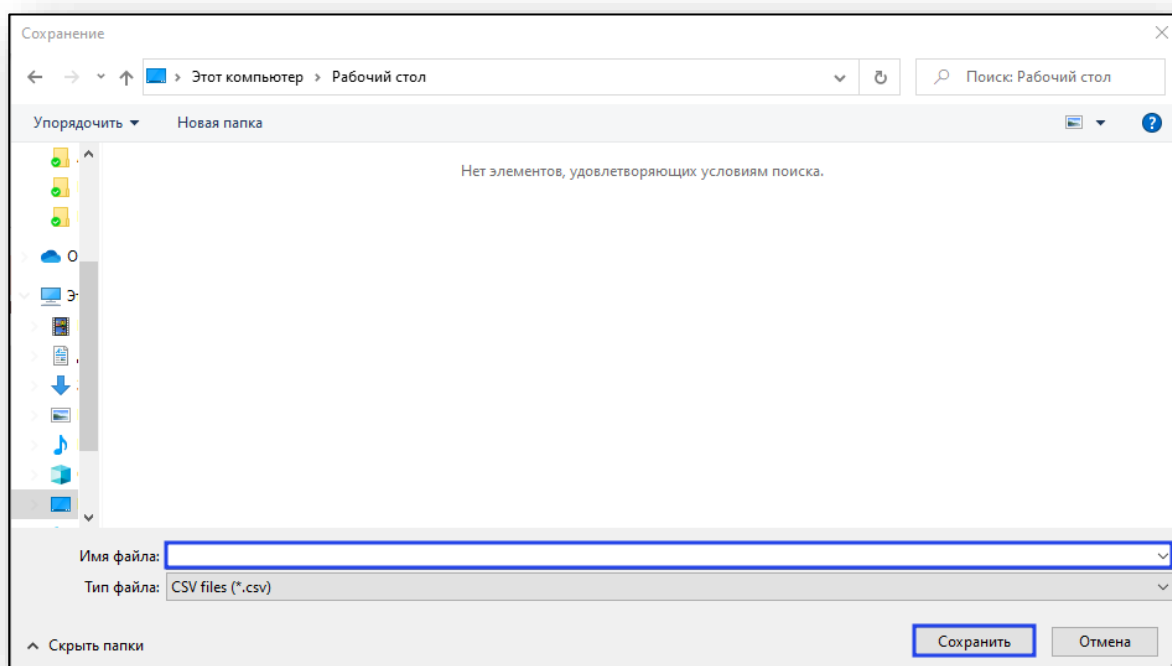 Сохранение
Этот компьютер › Рабочий стол
Поиск: Рабочий стол
Упорядочить
Новая папка
Нет элементов, удовлетворяющих условиям поиска.
Имя файла:
Тип файла: CSV files (*.csv)
Скрыть папки
Сохранить
Отмена